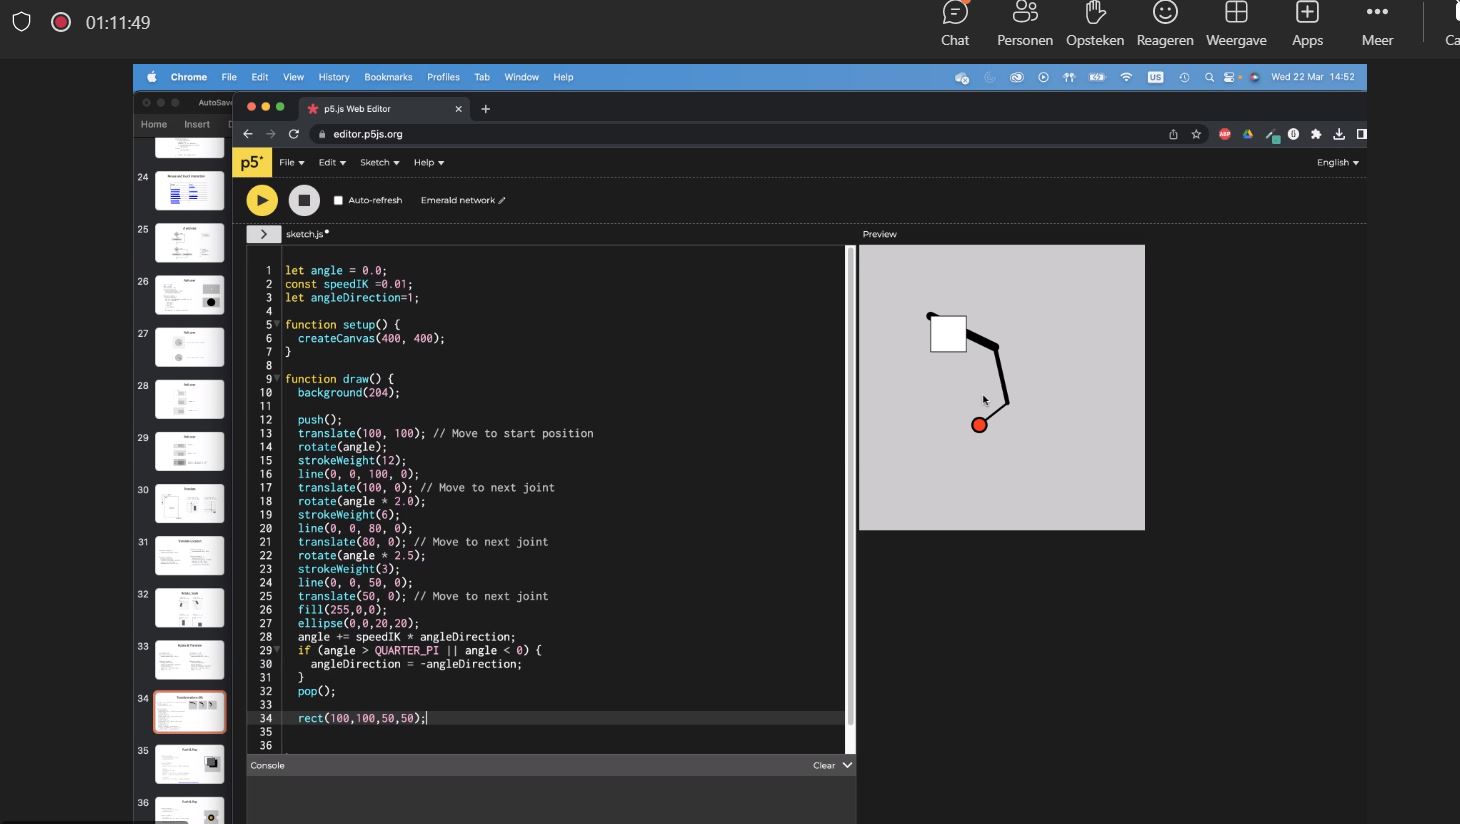 01:11:49
Chat
Personen
Opsteken
Reageren
Weergave
Apps
Meer
Chrome File Edit View History Bookmarks Profiles Tab Window Help
US
Wed 22 Mar 14:52
AutoSave
p5.js Web Editor
Home Insert
editor.p5js.org
ABP
p5*
File Edit Sketch Help
English
Auto-refresh
Emerald network
sketch.js
Preview
1 let angle = 0.0;
2 const speedIK =0.01;
3 let angleDirection=1;
4
5 function setup() {
6 createCanvas(400, 400);
7 }
8
9 function draw() {
10 background(204);
11
12 push();
13 translate(100, 100); // Move to start position
14 rotate(angle);
15 strokeWeight(12);
16 line(0, 0, 100, 0);
17 translate(100, 0); // Move to next joint
18 rotate(angle * 2.0);
19 strokeWeight(6);
20 line(0, 0, 80, 0);
21 translate(80, 0); // Move to next joint
22 rotate(angle * 2.5);
23 strokeWeight(3);
24 line(0, 0, 50, 0);
25 translate(50, 0); // Move to next joint
26 fill(255,0,0);
27 ellipse(0,0,20,20);
28 angle += speedIK * angleDirection;
29 if (angle > QUARTER_PI || angle < 0) {
30 angleDirection = -angleDirection;
31 }
32 pop();
33
34 rect(100,100,50,50);
35
36
Console
Clear
24
25
26
27
28
29
30
31
32
33
34
35
36